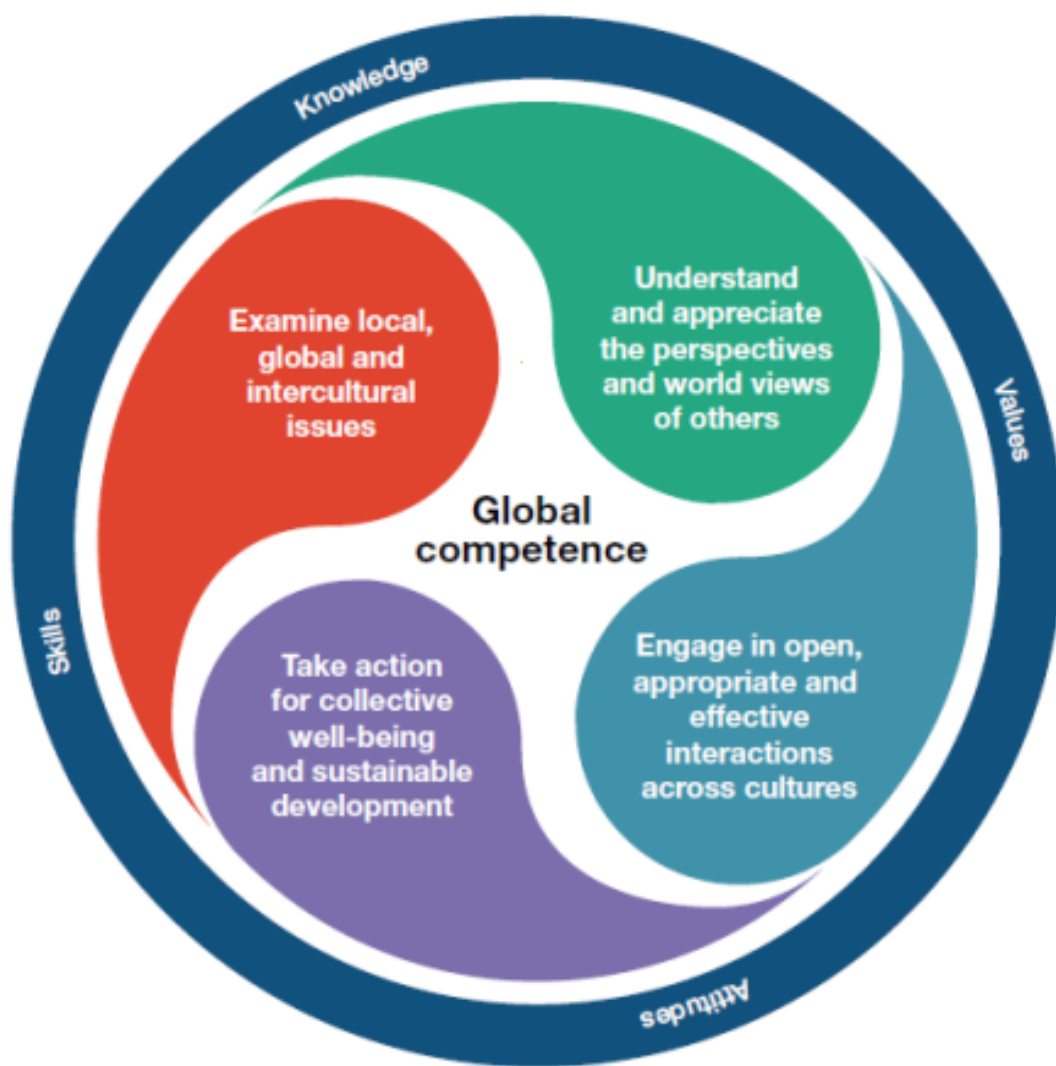 Knowledge
Understand
and appreciate
the perspectives
and world views
of others
Examine local,
global and
intercultural
issues
Values
Global
competence
Skills
Take action
for collective
well-being
and sustainable
development
Engage in open,
appropriate and
effective
interactions
across cultures
Attitudes